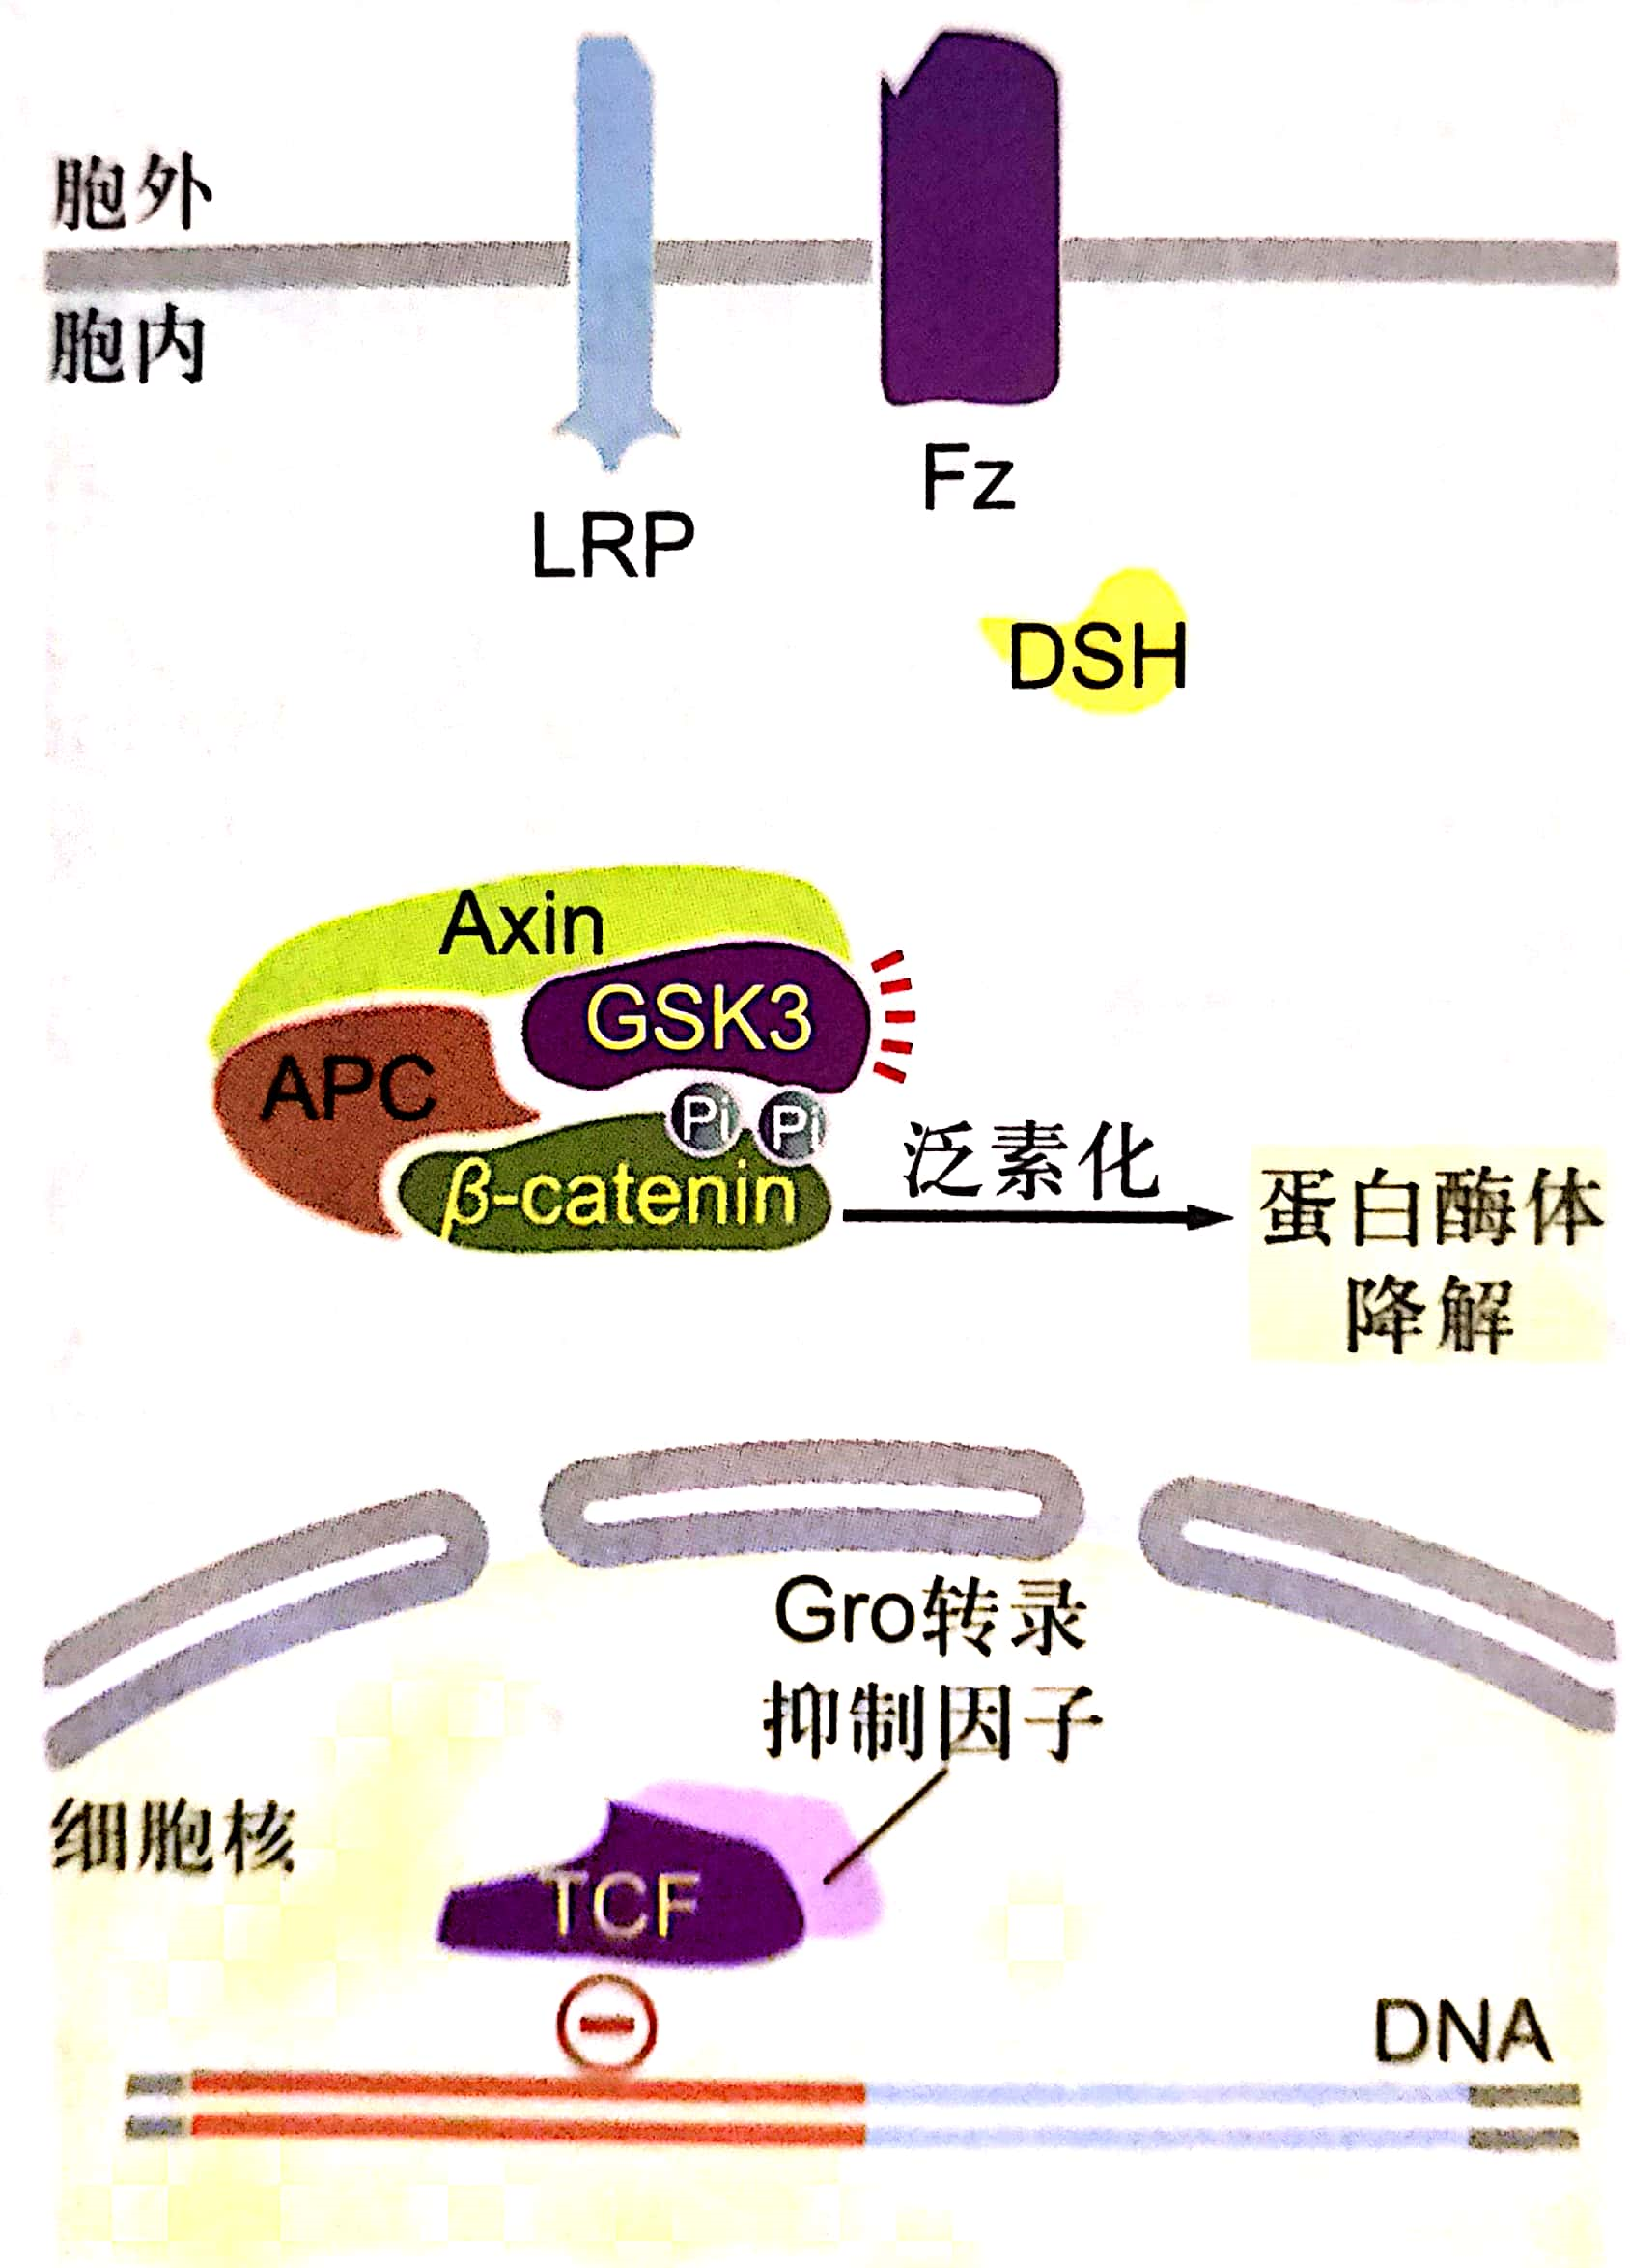 胞外
胞内
Fz
LRP
DSH
Axin
GSK3
APC
Pi Pi
β-catenin
泛素化
蛋白酶体
降解
Gro转录
抑制因子
细胞核
TCF
DNA